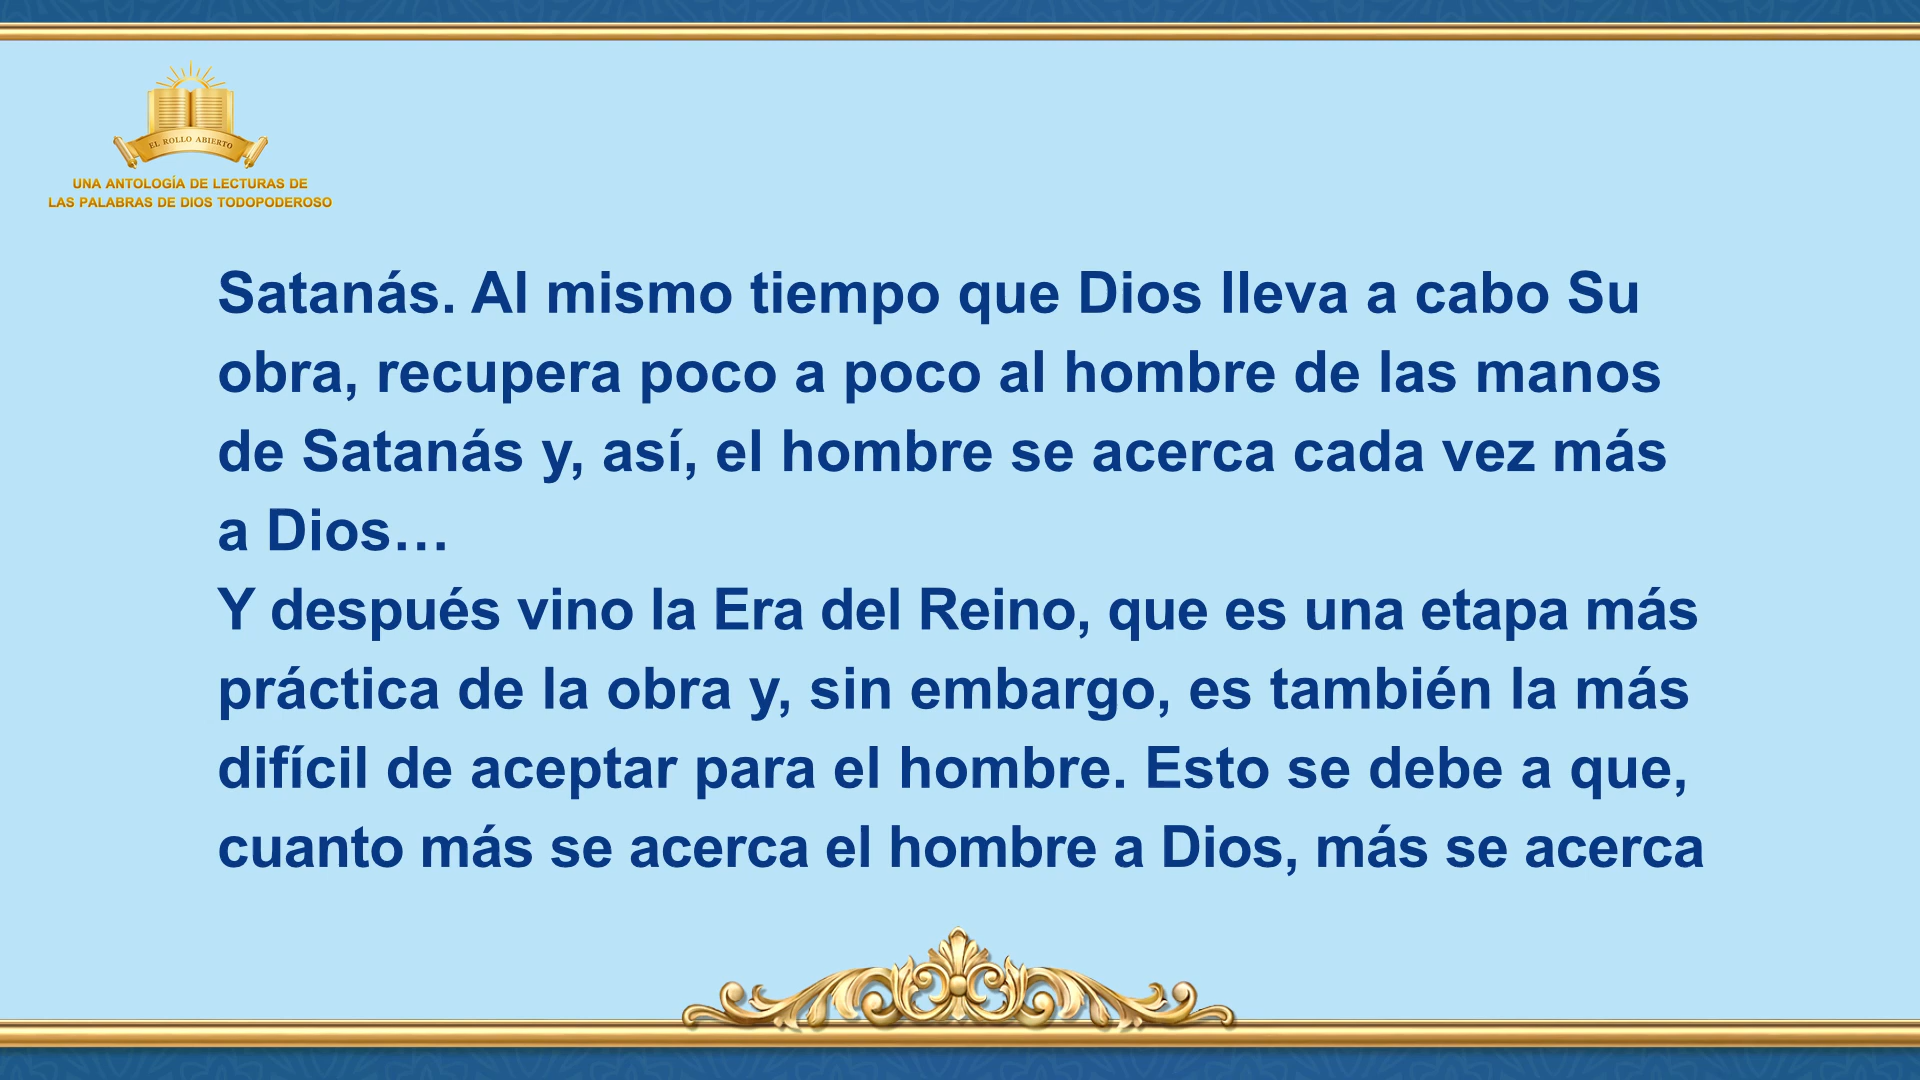 EL ROLLO ABIERTO
UNA ANTOLOGÍA DE LECTURAS DE
LAS PALABRAS DE DIOS TODOPODEROSO
Satanás. Al mismo tiempo que Dios lleva a cabo Su
obra, recupera poco a poco al hombre de las manos
de Satanás y, así, el hombre se acerca cada vez más
a Dios…
Y después vino la Era del Reino, que es una etapa más
práctica de la obra y, sin embargo, es también la más
difícil de aceptar para el hombre. Esto se debe a que,
cuanto más se acerca el hombre a Dios, más se acerca